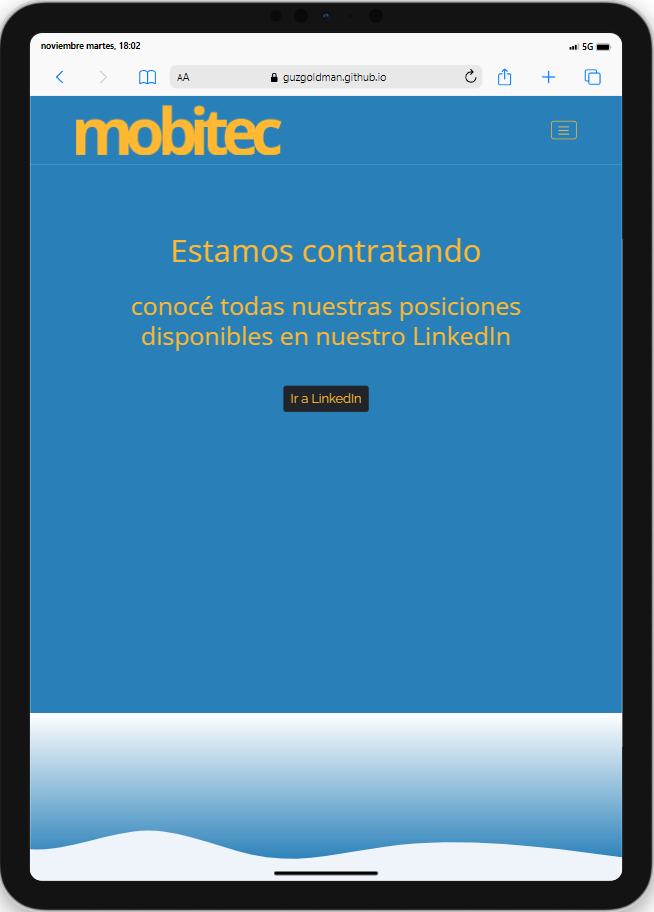 noviembre martes, 18:02
5G
AA
guzgoldman.github.io
mobitec
Estamos contratando
conocé todas nuestras posiciones
disponibles en nuestro LinkedIn
Ir a LinkedIn